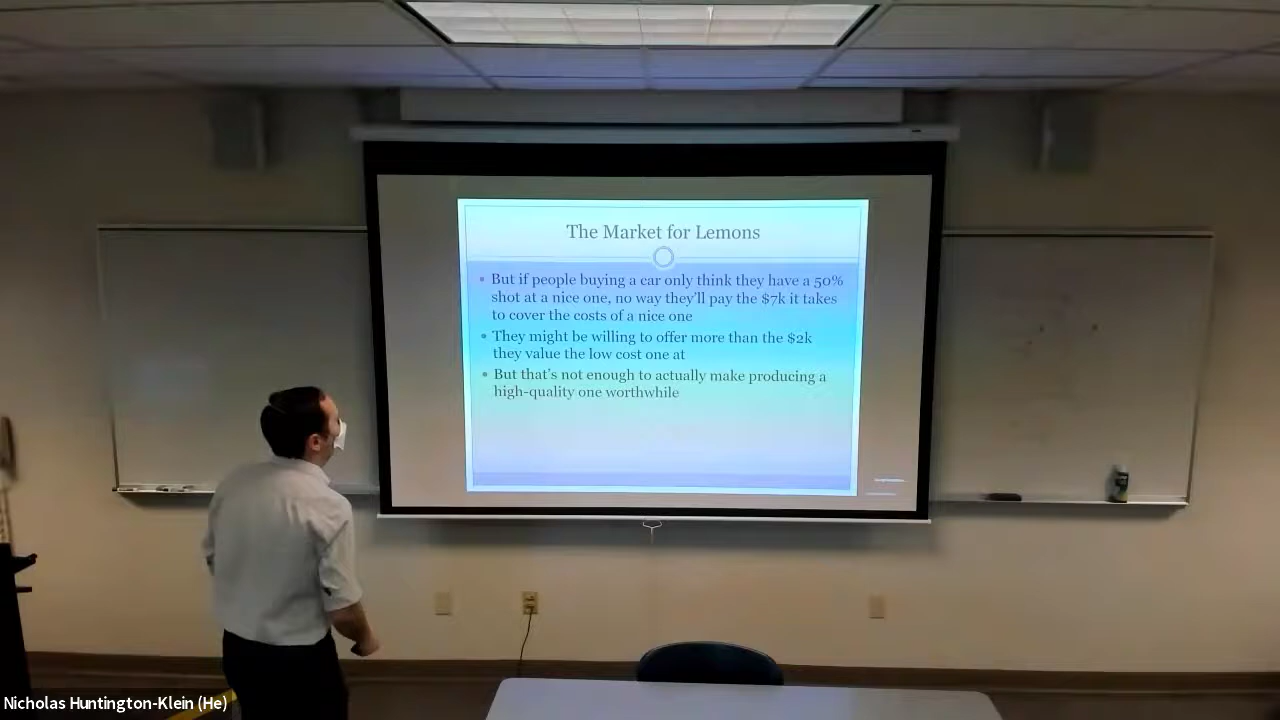 The Market for Lemons
• But if people buying a car only think they have a 50%
shot at a nice one, no way they'll pay the $7k it takes
to cover the costs of a nice one
• They might be willing to offer more than the $2k
they value the low cost one at
• But that's not enough to actually make producing a
high-quality one worthwhile
Nicholas Huntington-Klein (He)